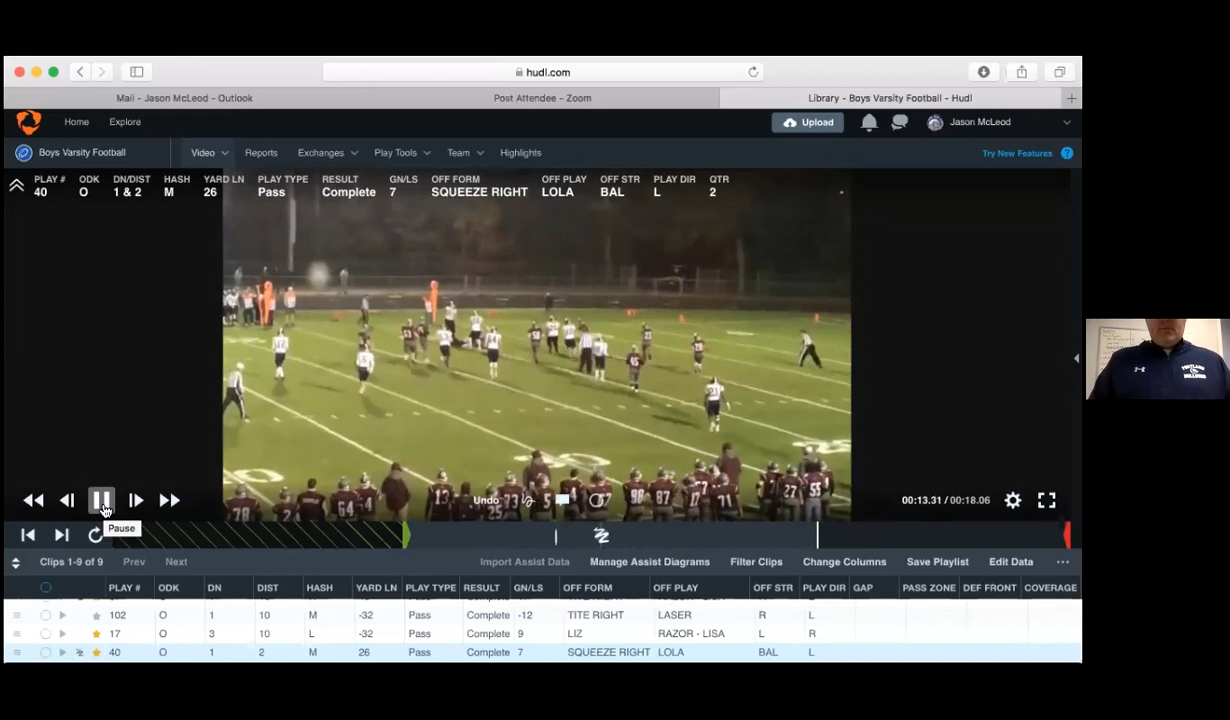 hudl.com
Mail - Jason McLeod - Outlook
Post Attendee - Zoom
Library - Boys Varsity Football - Hudl
Home
Explore
Upload
Jason McLeod
Boys Varsity Football
Video
Reports
Exchanges
Play Tools
Team
Highlights
Try New Features
PLAY # ODK DN/DIST HASH YARD LN PLAY TYPE RESULT GN/LS OFF FORM OFF PLAY OFF STR PLAY DIR QTR
40 O 1 & 2 M 26 Pass Complete 7 SQUEEZE RIGHT LOLA BAL L 2
Undo
00:13.31 / 00:18.06
Pause
Clips 1-9 of 9 Prev Next Import Assist Data Manage Assist Diagrams Filter Clips Change Columns Save Playlist Edit Data
PLAY # ODK DN DIST HASH YARD LN PLAY TYPE RESULT GN/LS OFF FORM OFF PLAY OFF STR PLAY DIR GAP PASS ZONE DEF FRONT COVERAGE
102 O 1 10 M -32 Pass Complete -12 TITE RIGHT LASER R L
17 O 3 10 L -32 Pass Complete 9 LIZ RAZOR - LISA L R
40 O 1 2 M 26 Pass Complete 7 SQUEEZE RIGHT LOLA BAL L